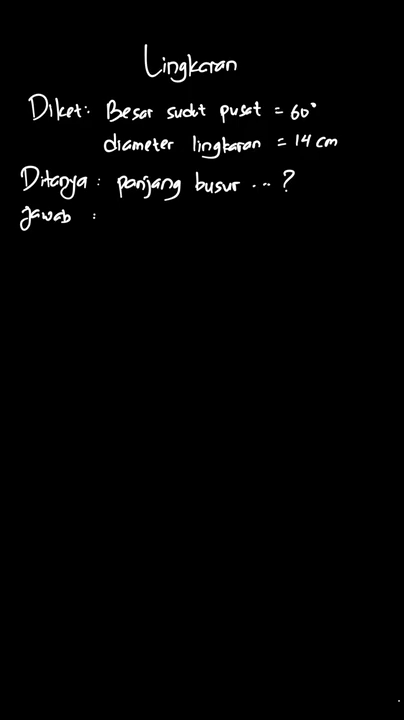 Lingkaran
Diket: Besar sudut pusat = 60°
diameter lingkaran = 14 cm
Ditanya : panjang busur ... ?
Jawab :